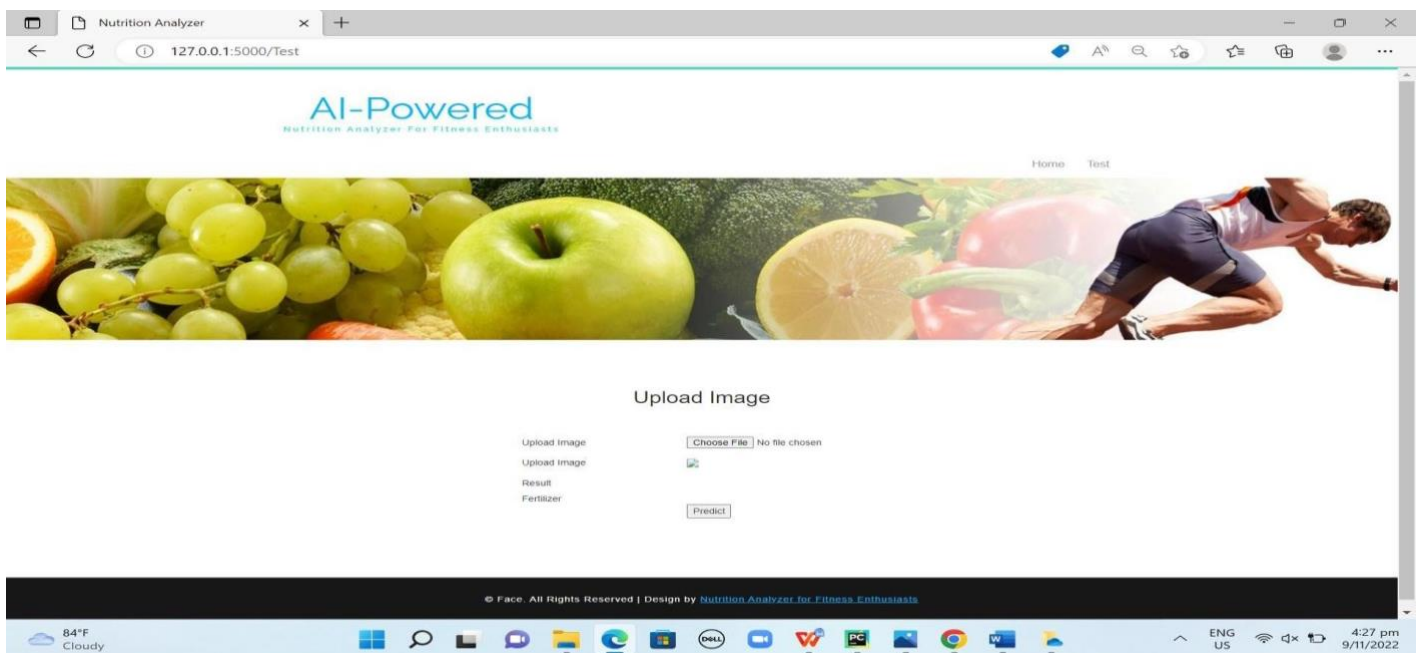 Nutrition Analyzer
127.0.0.1:5000/Test
AI-Powered
Nutrition Analyzer For Fitness Enthusiasts
Home Test
Upload Image
Upload Image Choose File No file chosen
Upload Image
Result
Fertilizer
Predict
© Face. All Rights Reserved | Design by Nutrition Analyzer for Fitness Enthusiasts
84°F
Cloudy
DELL
PC
W
ENG
US
4:27 pm
9/11/2022